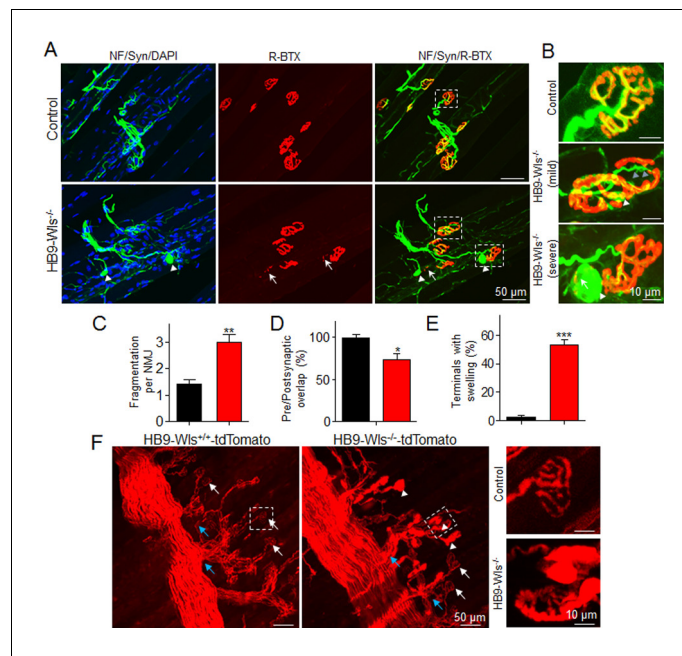 A
NF/Syn/DAPI
R-BTX
NF/Syn/R-BTX
B
Control
HB9-Wls-/-
50 µm
Control
HB9-Wls-/-
(mild)
HB9-Wls-/-
(severe)
10 µm
C
Fragmentation
per NMJ
3
2
1
0
**
D
Pre/Postsynaptic
overlap (%)
100
50
0
*
E
Terminals with
swelling (%)
60
40
20
0
***
F
HB9-Wls+/+-tdTomato
HB9-Wls-/--tdTomato
50 µm
Control
HB9-Wls-/-
10 µm